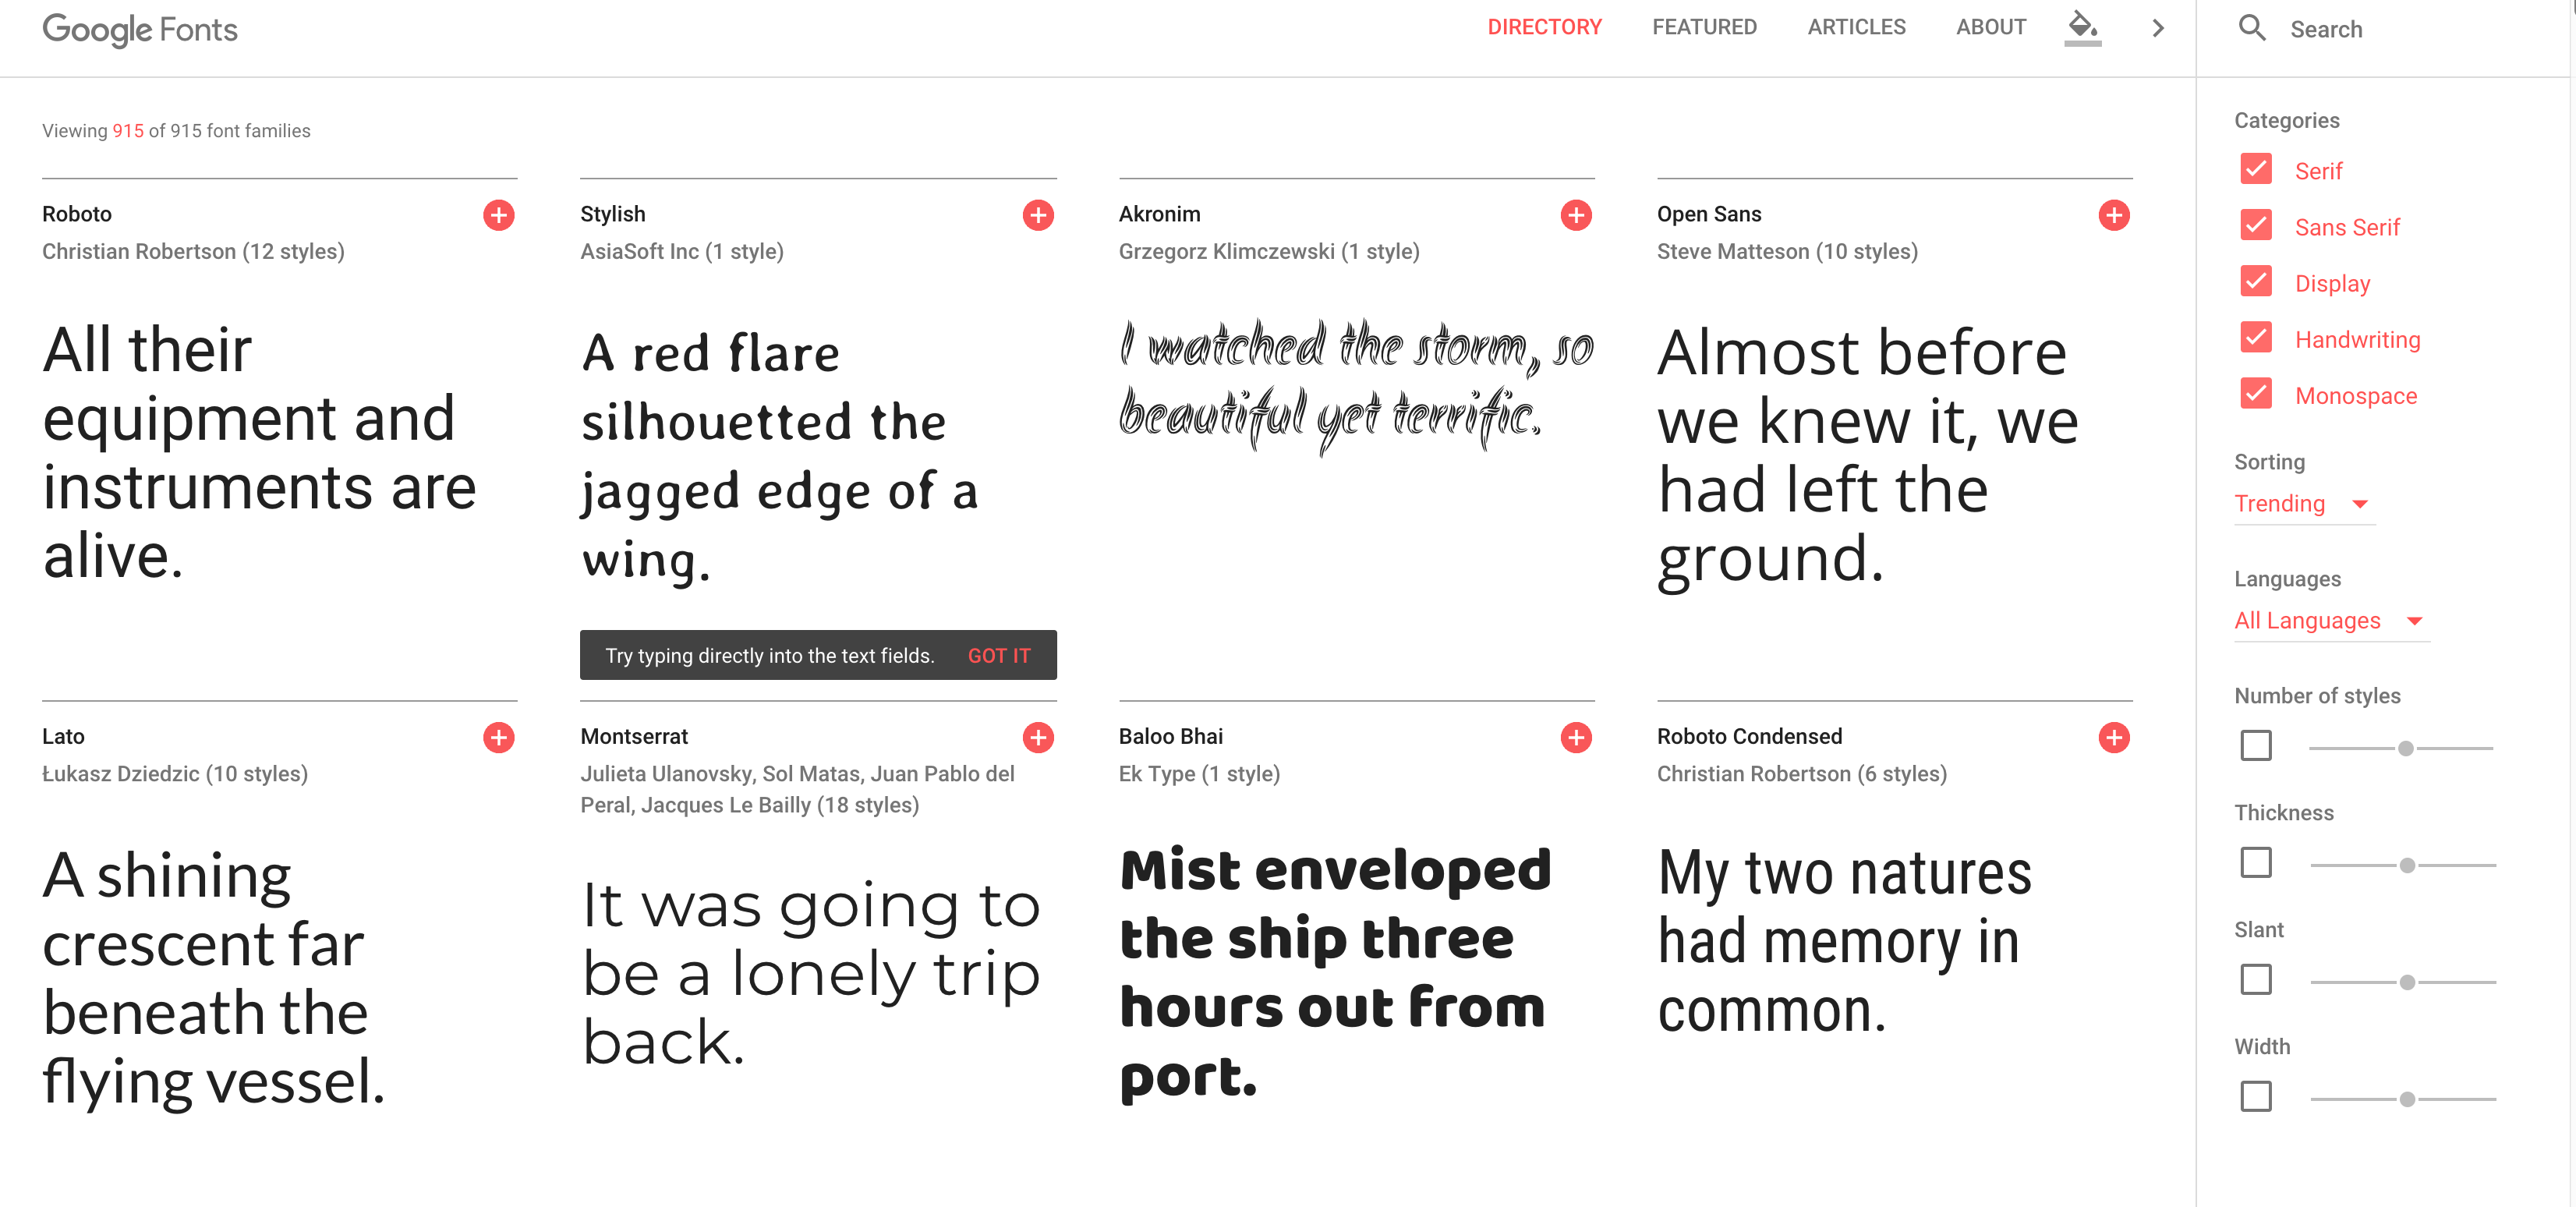 Google Fonts
DIRECTORY
FEATURED
ARTICLES
ABOUT
Search
Viewing 915 of 915 font families
Roboto
Christian Robertson (12 styles)
All their
equipment and
instruments are
alive.
Stylish
AsiaSoft Inc (1 style)
A red flare
silhouetted the
jagged edge of a
wing.
Try typing directly into the text fields. GOT IT
Akronim
Grzegorz Klimczewski (1 style)
I watched the storm, so
beautiful yet terrific.
Open Sans
Steve Matteson (10 styles)
Almost before
we knew it, we
had left the
ground.
Lato
Łukasz Dziedzic (10 styles)
A shining
crescent far
beneath the
flying vessel.
Montserrat
Julieta Ulanovsky, Sol Matas, Juan Pablo del
Peral, Jacques Le Bailly (18 styles)
It was going to
be a lonely trip
back.
Baloo Bhai
Ek Type (1 style)
Mist enveloped
the ship three
hours out from
port.
Roboto Condensed
Christian Robertson (6 styles)
My two natures
had memory in
common.
Categories
Serif
Sans Serif
Display
Handwriting
Monospace
Sorting
Trending
Languages
All Languages
Number of styles
Thickness
Slant
Width